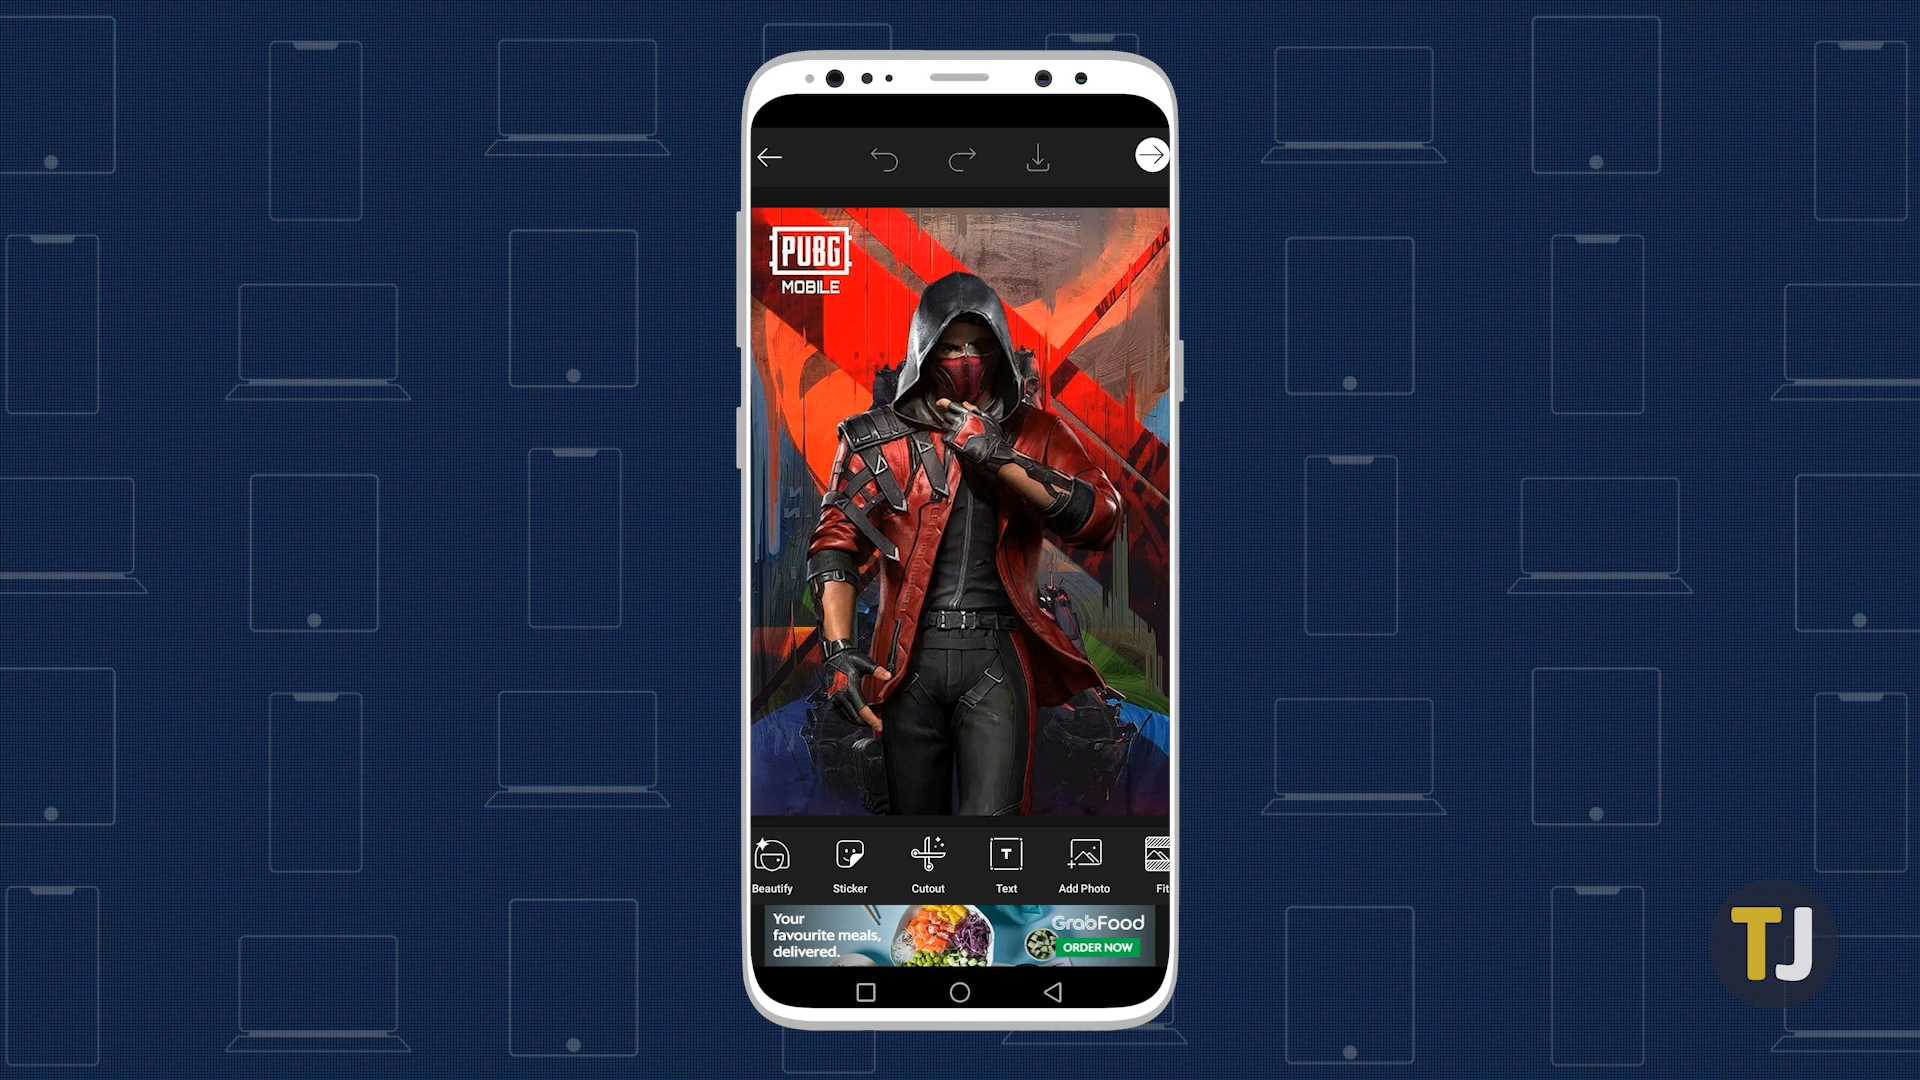 PUBG
MOBILE
Beautify
Sticker
Cutout
Text
Add Photo
Fit
Your
favourite meals,
delivered.
GrabFood
ORDER NOW
TJ